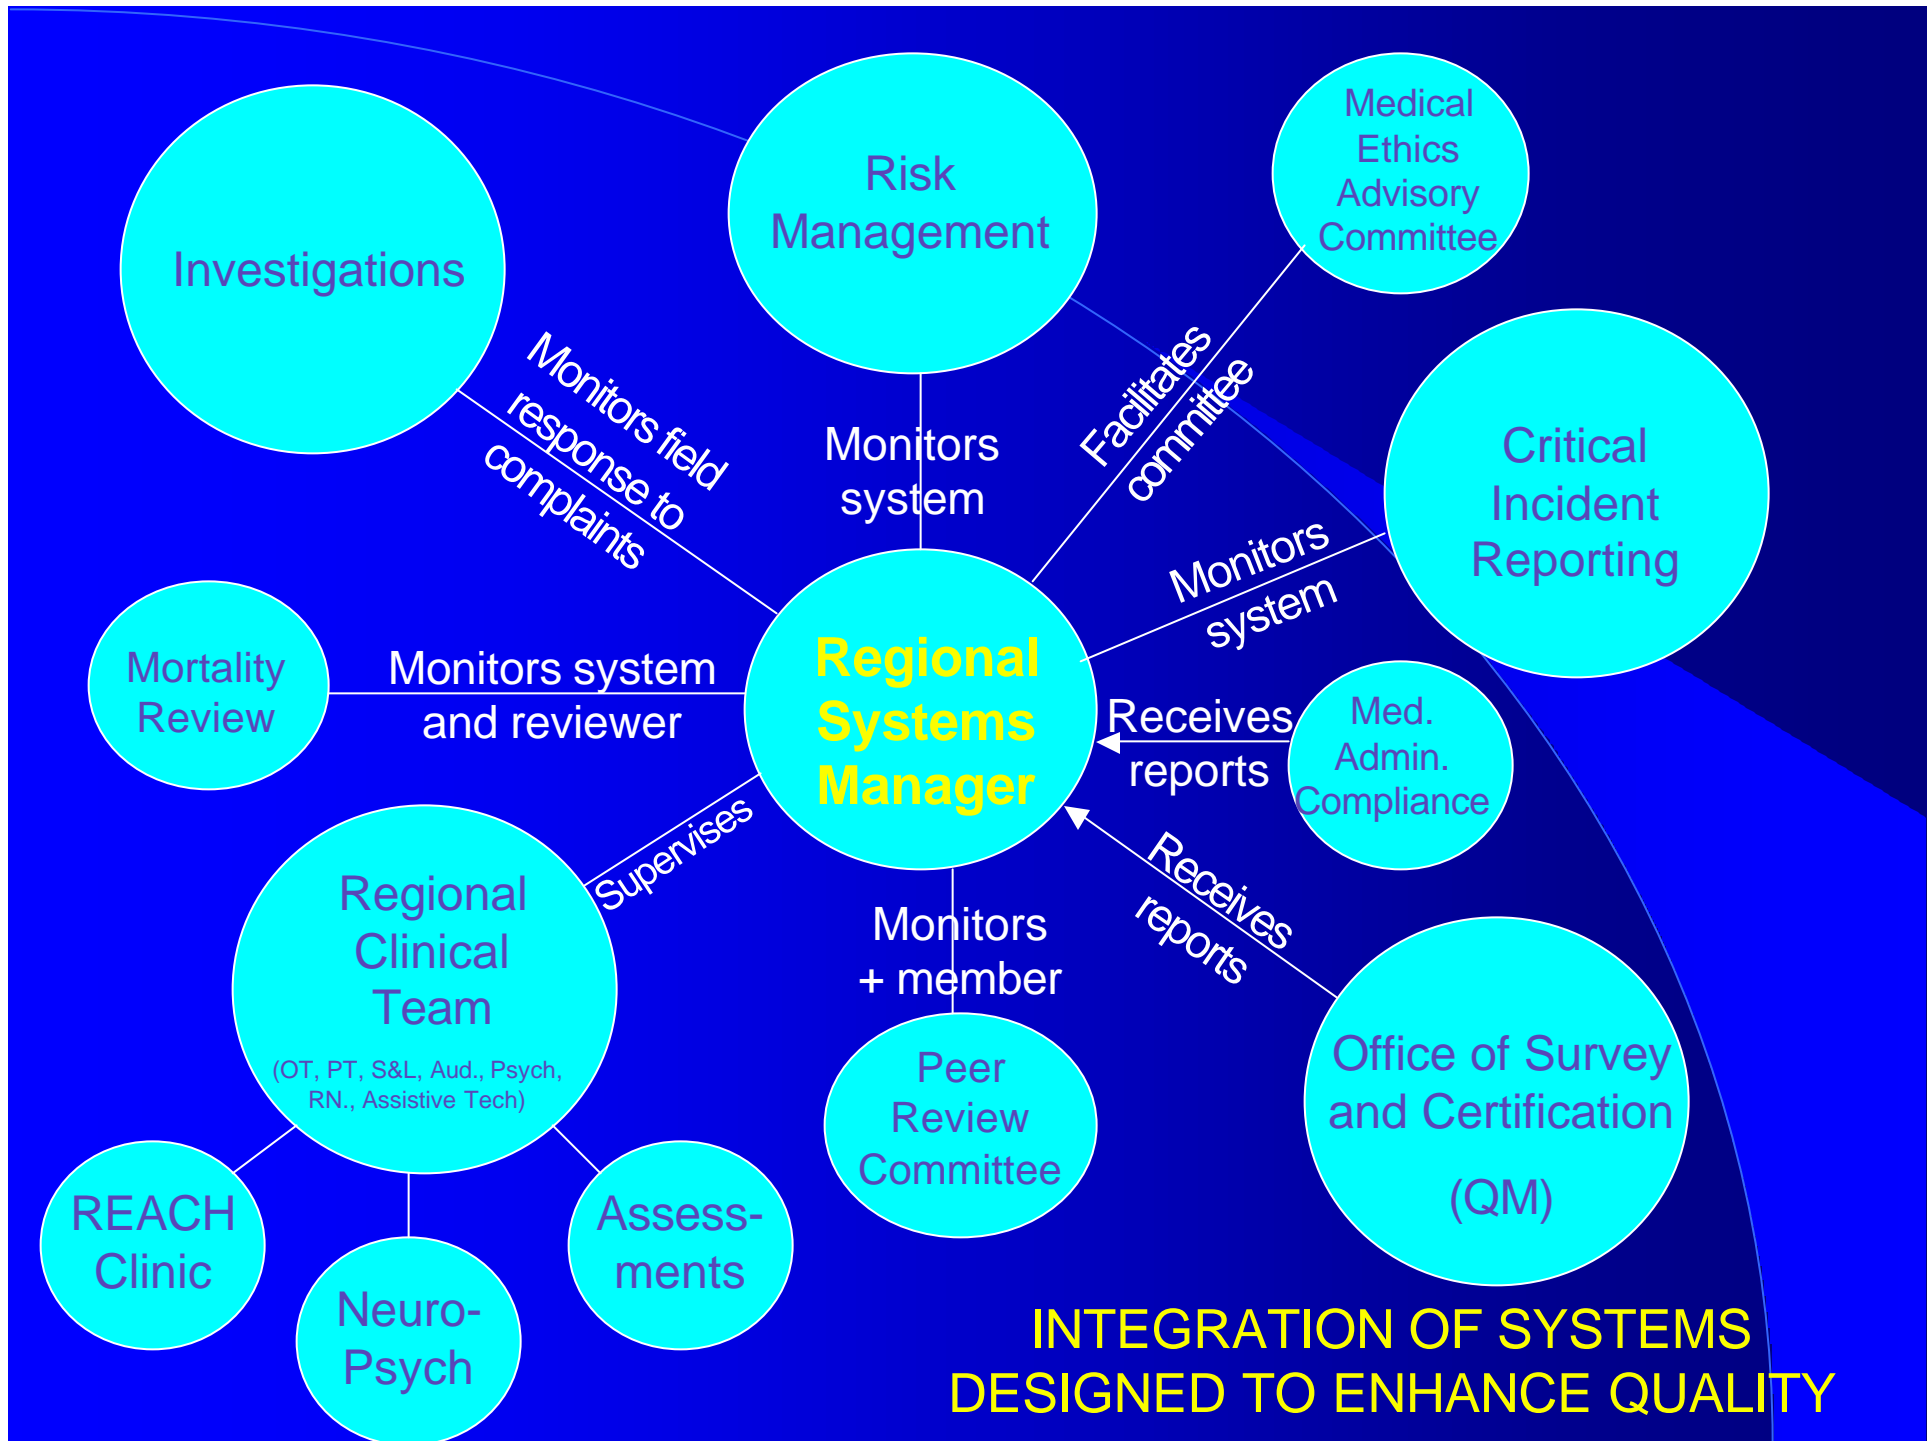 Investigations
Risk
Management
Medical
Ethics
Advisory
Committee
Monitors field
response to
complaints
Monitors
system
Facilitates
committee
Critical
Incident
Reporting
Monitors
system
Mortality
Review
Monitors system
and reviewer
Regional
Systems
Manager
Receives
reports
Med.
Admin.
Compliance
Supervises
Regional
Clinical
Team
(OT, PT, S&L, Aud., Psych,
RN., Assistive Tech)
Monitors
+ member
Receives
reports
Peer
Review
Committee
Office of Survey
and Certification
(QM)
REACH
Clinic
Neuro-
Psych
Assess-
ments
INTEGRATION OF SYSTEMS
DESIGNED TO ENHANCE QUALITY